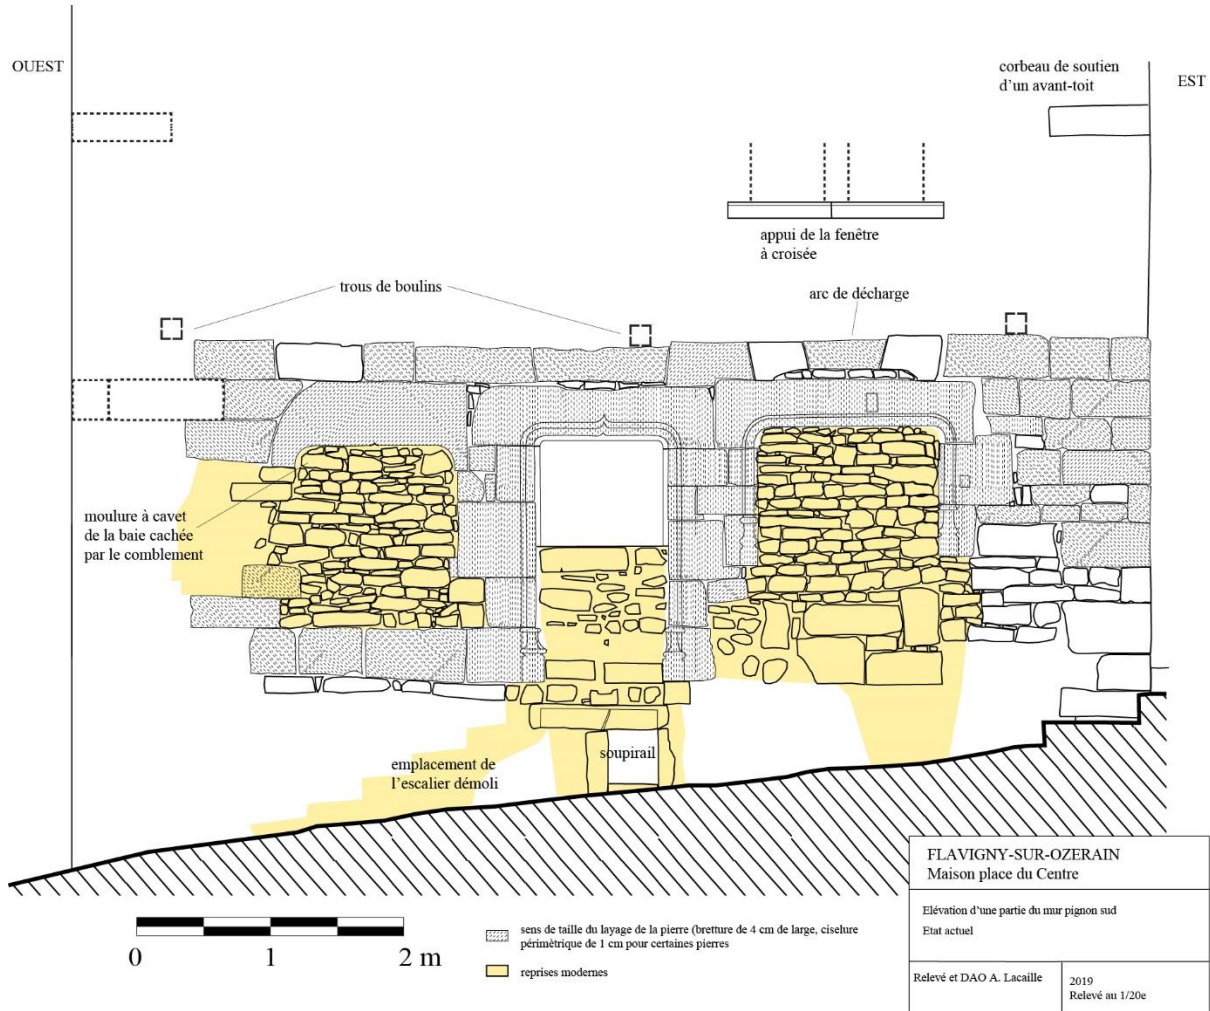 OUEST
corbeau de soutien
d'un avant-toit
EST
appui de la fenêtre
à croisée
trous de boulins
arc de décharge
moulure à cavet
de la baie cachée
par le comblement
soupirail
emplacement de
l'escalier démoli
FLAVIGNY-SUR-OZERAIN
Maison place du Centre
Elévation d'une partie du mur pignon sud
Etat actuel
Relevé et DAO A. Lacaille
2019
Relevé au 1/20e
0 1 2 m
sens de taille du layage de la pierre (bretture de 4 cm de large, ciselure
périmètrique de 1 cm pour certaines pierres
reprises modernes